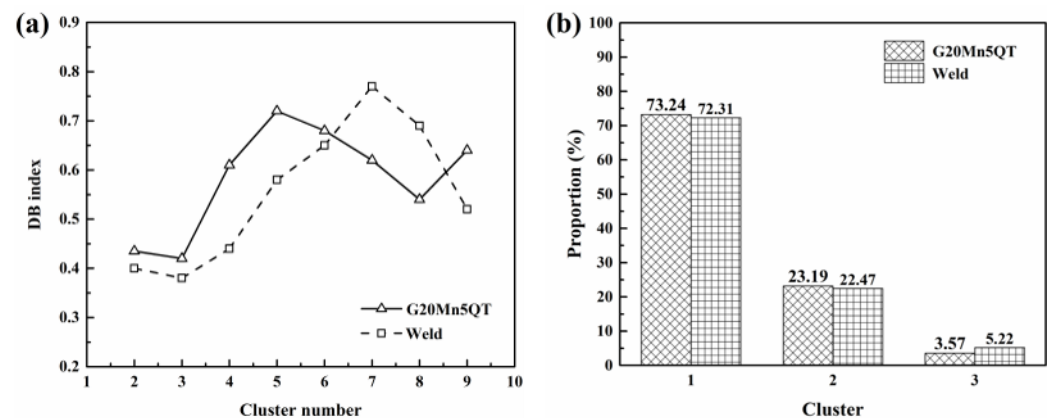 (a)
0.9
0.8
0.7
0.6
0.5
0.4
0.3
0.2
DB index
1 2 3 4 5 6 7 8 9 10
Cluster number
G20Mn5QT
Weld
(b)
100
90
80
70
60
50
40
30
20
10
0
Proportion (%)
G20Mn5QT
Weld
73.24 72.31
23.19 22.47
3.57 5.22
1 2 3
Cluster